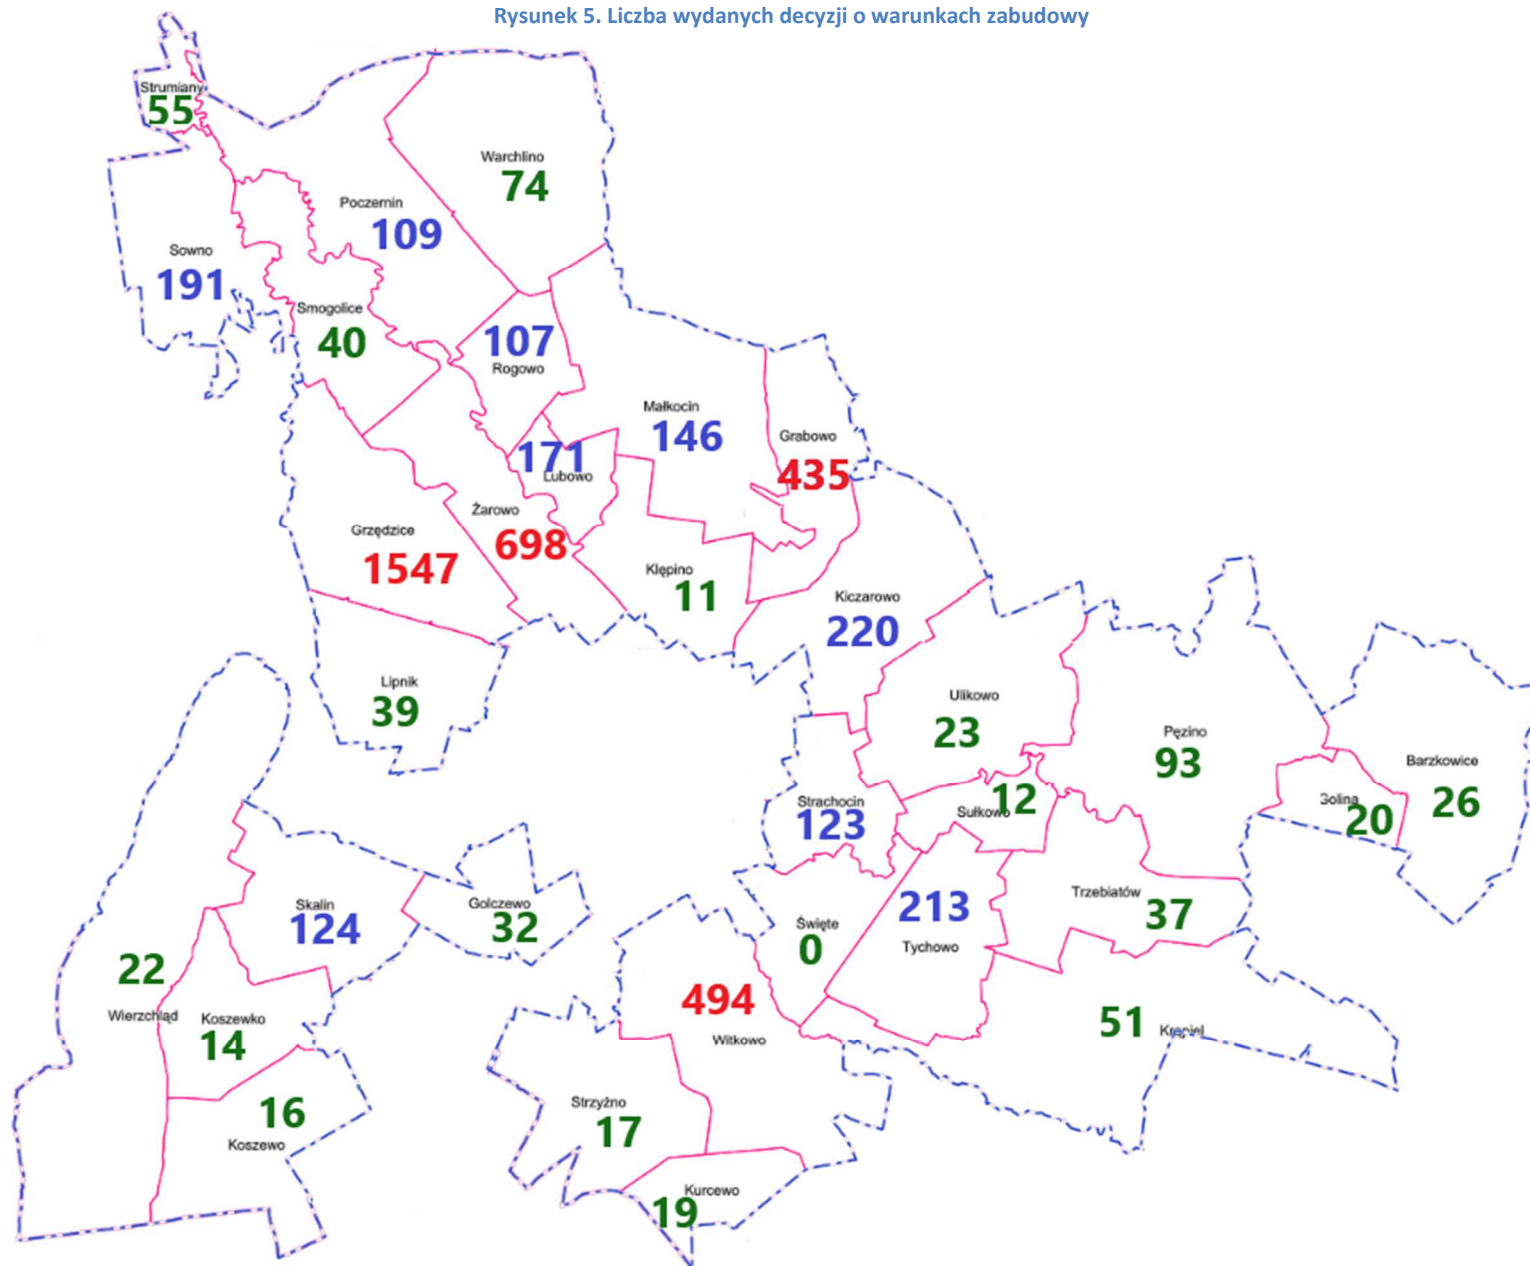 Rysunek 5. Liczba wydanych decyzji o warunkach zabudowy
Strumiany
55
Warchlino
74
Poczernin
109
Sowno
191
Smogolice
40
107
Rogowo
Małkocin
146
Grabowo
435
171
Lubowo
Żarowo
698
Grzędzice
1547
Klępino
11
Kiczarowo
220
Lipnik
39
Ulikowo
23
Pęzino
93
Barzkowice
26
Golina
20
Strachocin
123
12
Sułkowo
Skalin
124
Golczewo
32
Święte
0
213
Tychowo
Trzebiatów
37
22
Wierzchląd
Koszewko
14
494
Witkowo
51
Krąpiel
16
Koszewo
Strzyżno
17
Kurcewo
19